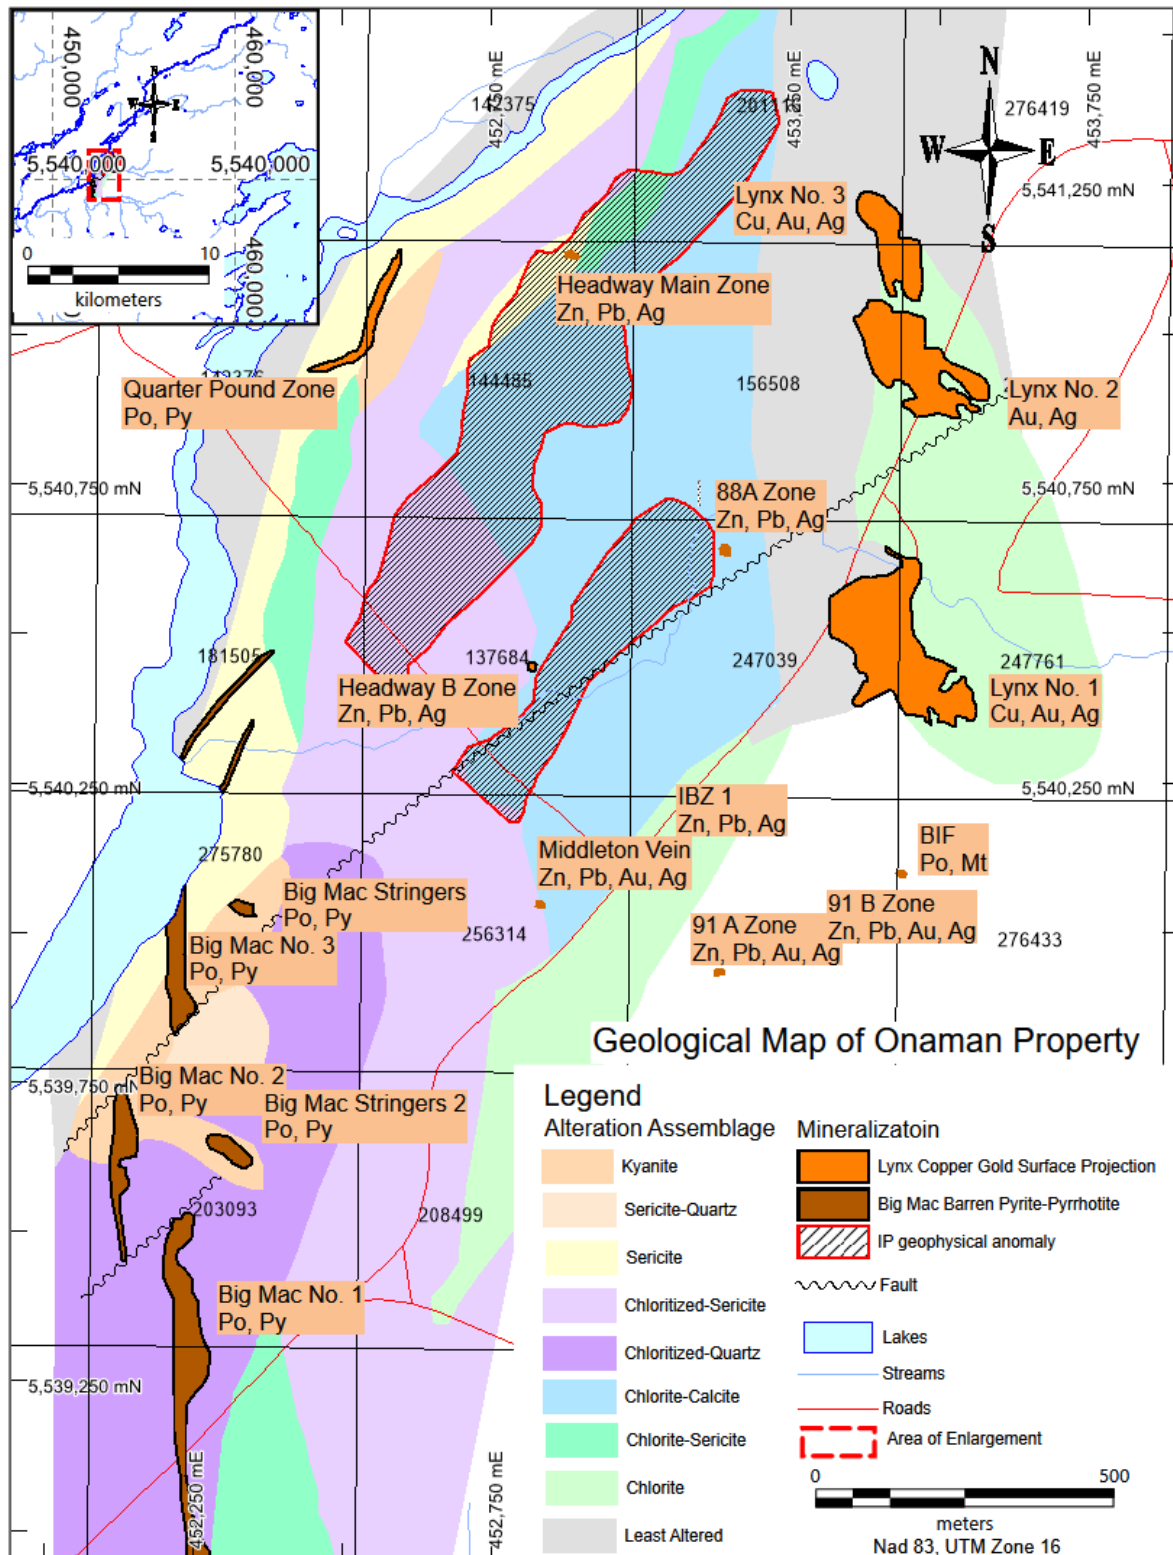 450,000
460,000
N
W
E
S
5,540,000
5,540,000
460,000
0
10
kilometers
142375
452,750 mE
453,250 mE
453,750 mE
276419
N
W
E
S
5,541,250 mN
Lynx No. 3
Cu, Au, Ag
Headway Main Zone
Zn, Pb, Ag
Quarter Pound Zone
Po, Py
144485
156508
Lynx No. 2
Au, Ag
5,540,750 mN
5,540,750 mN
88A Zone
Zn, Pb, Ag
181505
137684
247039
247761
Headway B Zone
Zn, Pb, Ag
Lynx No. 1
Cu, Au, Ag
5,540,250 mN
5,540,250 mN
IBZ 1
Zn, Pb, Ag
BIF
Po, Mt
275780
Middleton Vein
Zn, Pb, Au, Ag
Big Mac Stringers
Po, Py
91 B Zone
Zn, Pb, Au, Ag
256314
91 A Zone
Zn, Pb, Au, Ag
276433
Big Mac No. 3
Po, Py
Geological Map of Onaman Property
5,539,750 mN
Big Mac No. 2
Po, Py
Big Mac Stringers 2
Po, Py
203093
208499
Big Mac No. 1
Po, Py
5,539,250 mN
452,250 mE
452,750 mE
Legend
Alteration Assemblage
Kyanite
Sericite-Quartz
Sericite
Chloritized-Sericite
Chloritized-Quartz
Chlorite-Calcite
Chlorite-Sericite
Chlorite
Least Altered
Mineralizatoin
Lynx Copper Gold Surface Projection
Big Mac Barren Pyrite-Pyrrhotite
IP geophysical anomaly
Fault
Lakes
Streams
Roads
Area of Enlargement
0
500
meters
Nad 83, UTM Zone 16